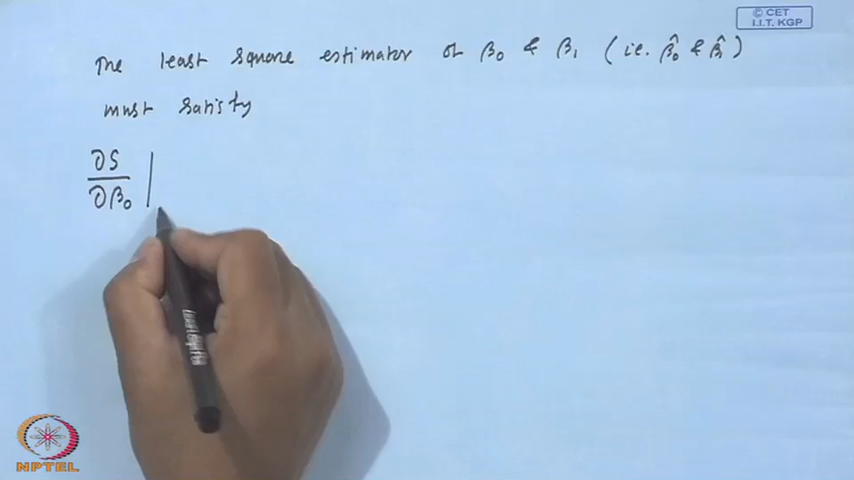 © CET
I.I.T. KGP
The least square estimator of β₀ & β₁ (i.e. β̂₀ & β̂₁)
must satisfy
∂S
∂β₀ |
NPTEL